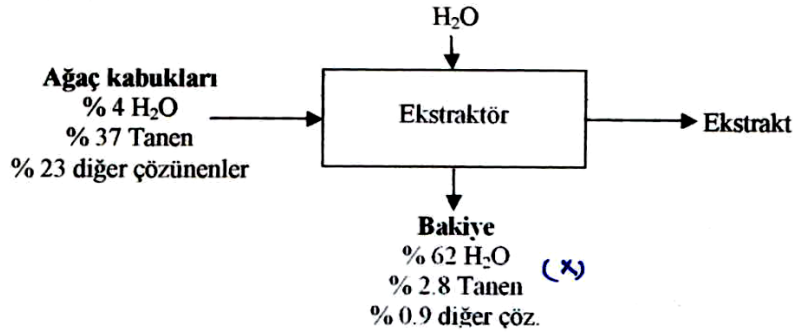 H₂O
Ağaç kabukları
% 4 H₂O
% 37 Tanen
% 23 diğer çözünenler
Ekstraktör
Ekstrakt
Bakiye
% 62 H₂O
(x)
% 2.8 Tanen
% 0.9 diğer çöz.